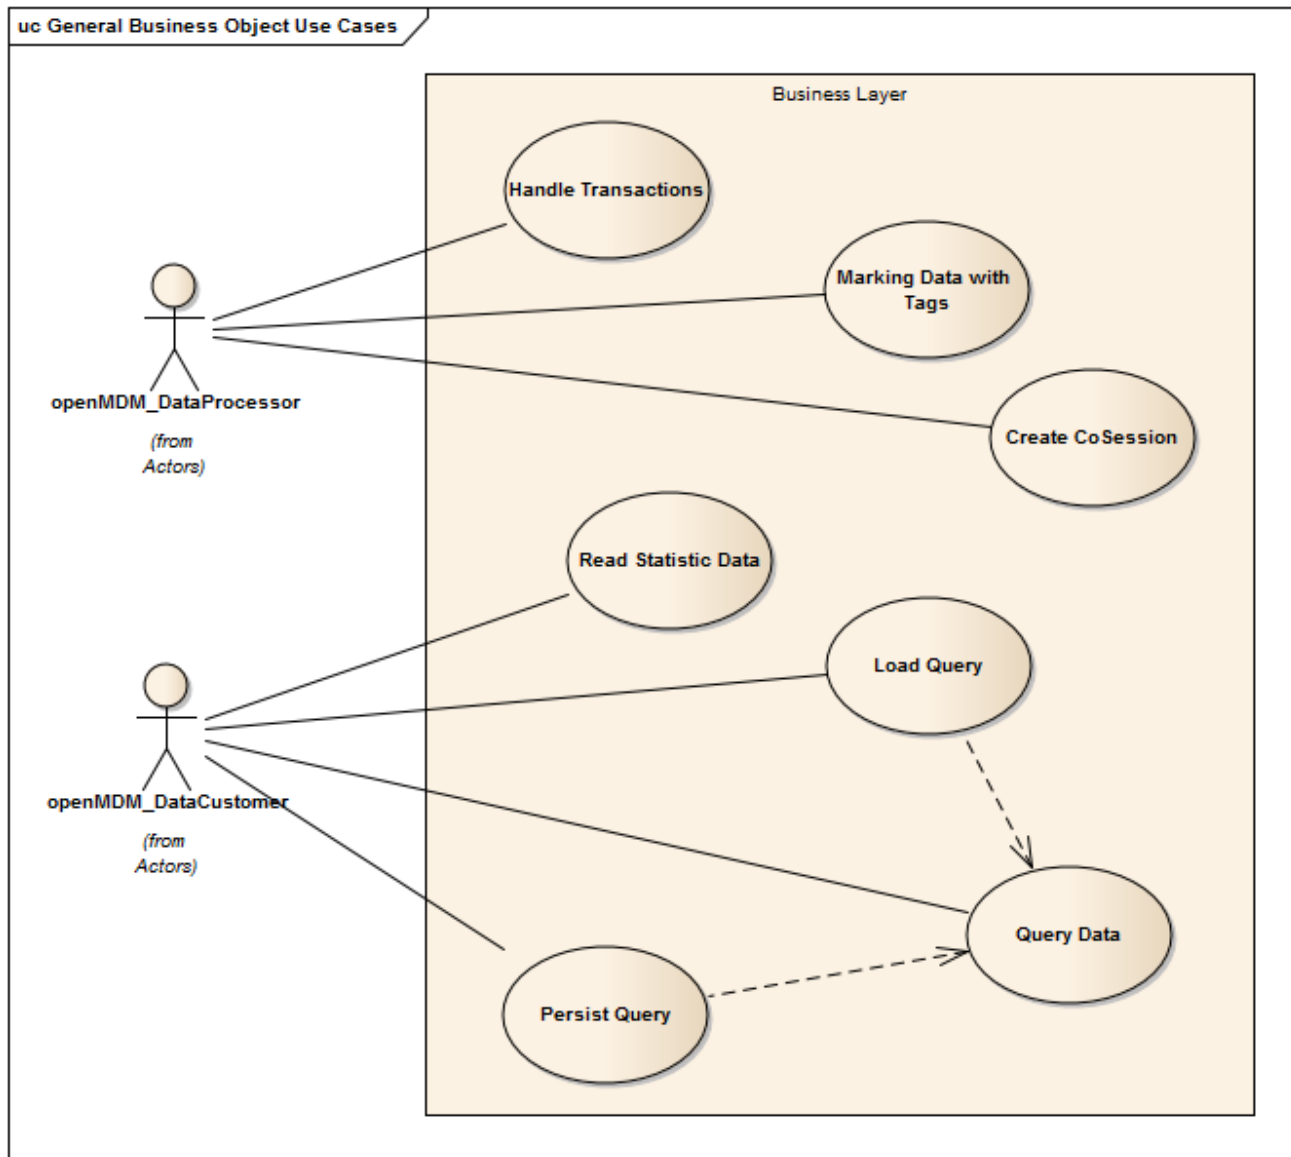 uc General Business Object Use Cases
Business Layer
Handle Transactions
Marking Data with
Tags
openMDM_DataProcessor
(from
Actors)
Create CoSession
Read Statistic Data
Load Query
openMDM_DataCustomer
(from
Actors)
Query Data
Persist Query